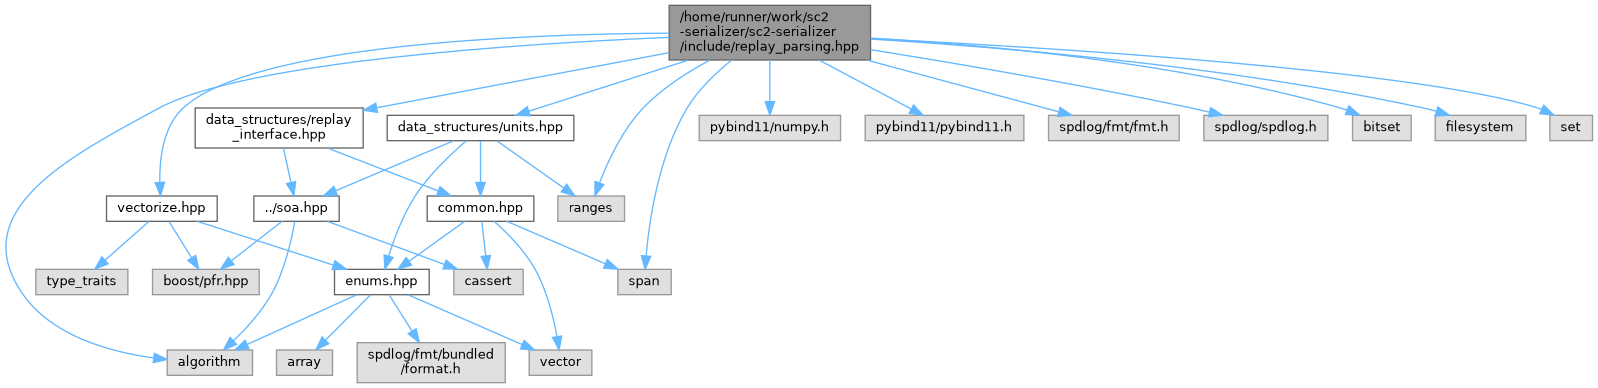 /home/runner/work/sc2
-serializer/sc2-serializer
/include/replay_parsing.hpp
data_structures/replay
_interface.hpp
data_structures/units.hpp
pybind11/numpy.h
pybind11/pybind11.h
spdlog/fmt/fmt.h
spdlog/spdlog.h
bitset
filesystem
set
vectorize.hpp
../soa.hpp
common.hpp
ranges
type_traits
boost/pfr.hpp
enums.hpp
cassert
span
algorithm
array
spdlog/fmt/bundled
/format.h
vector